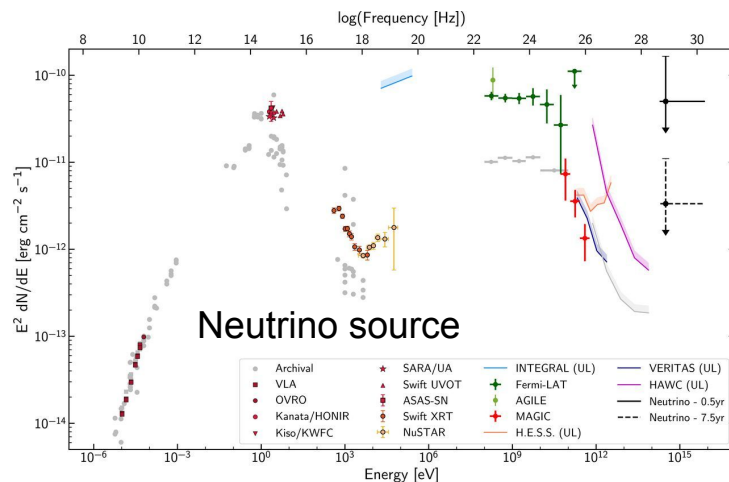 log(Frequency [Hz])
8 10 12 14 16 18 20 22 24 26 28
E² dN/dE [erg cm⁻² s⁻¹]
10⁻¹⁰
10⁻¹¹
10⁻¹²
10⁻¹³
10⁻¹⁴
Neutrino source
Archival
VLA
OVRO
Kanata/HONIR
Kiso/KWFC
SARA/UA
Swift UVOT
ASAS-SN
Swift XRT
NuSTAR
INTEGRAL (UL)
Fermi-LAT
AGILE
MAGIC
H.E.S.S. (UL)
VERITAS (UL)
HAWC (UL)
Neutrino - 0.5yr
Neutrino - 7.5yr
10⁻⁶ 10⁻³ 10⁰ 10³ 10⁶ 10⁹ 10¹² 10¹⁵
Energy [eV]